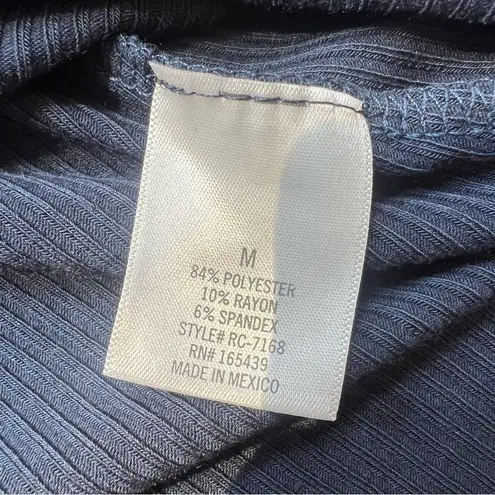 M
84% POLYESTER
10% RAYON
6% SPANDEX
STYLE# RC-7168
RN# 165439
MADE IN MEXICO